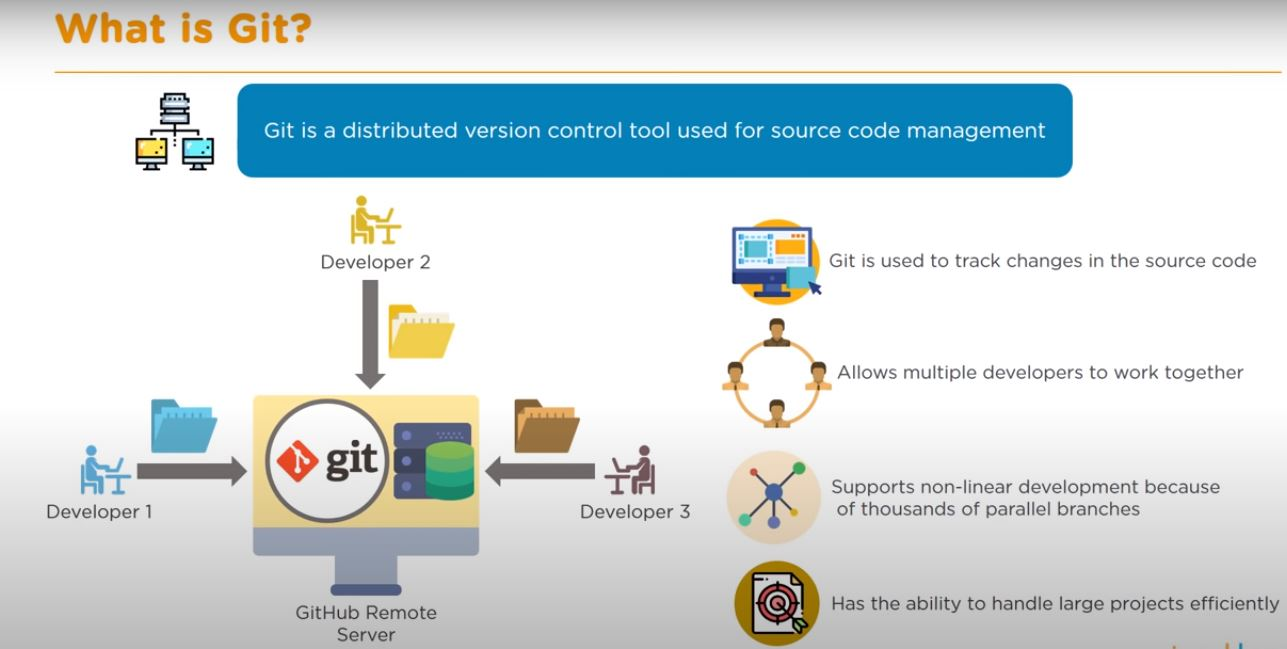 What is Git?
Git is a distributed version control tool used for source code management
Developer 2
Git is used to track changes in the source code
Allows multiple developers to work together
git
Developer 1
Developer 3
Supports non-linear development because
of thousands of parallel branches
GitHub Remote
Server
Has the ability to handle large projects efficiently